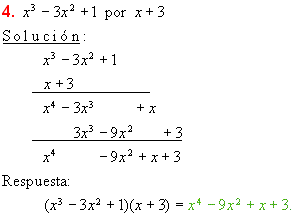 4. x³ − 3x² + 1 por x + 3
Solución:
x³ − 3x² + 1
x + 3
x⁴ − 3x³ + x
3x³ − 9x² + 3
x⁴ − 9x² + x + 3
Respuesta:
(x³ − 3x² + 1)(x + 3) = x⁴ − 9x² + x + 3.